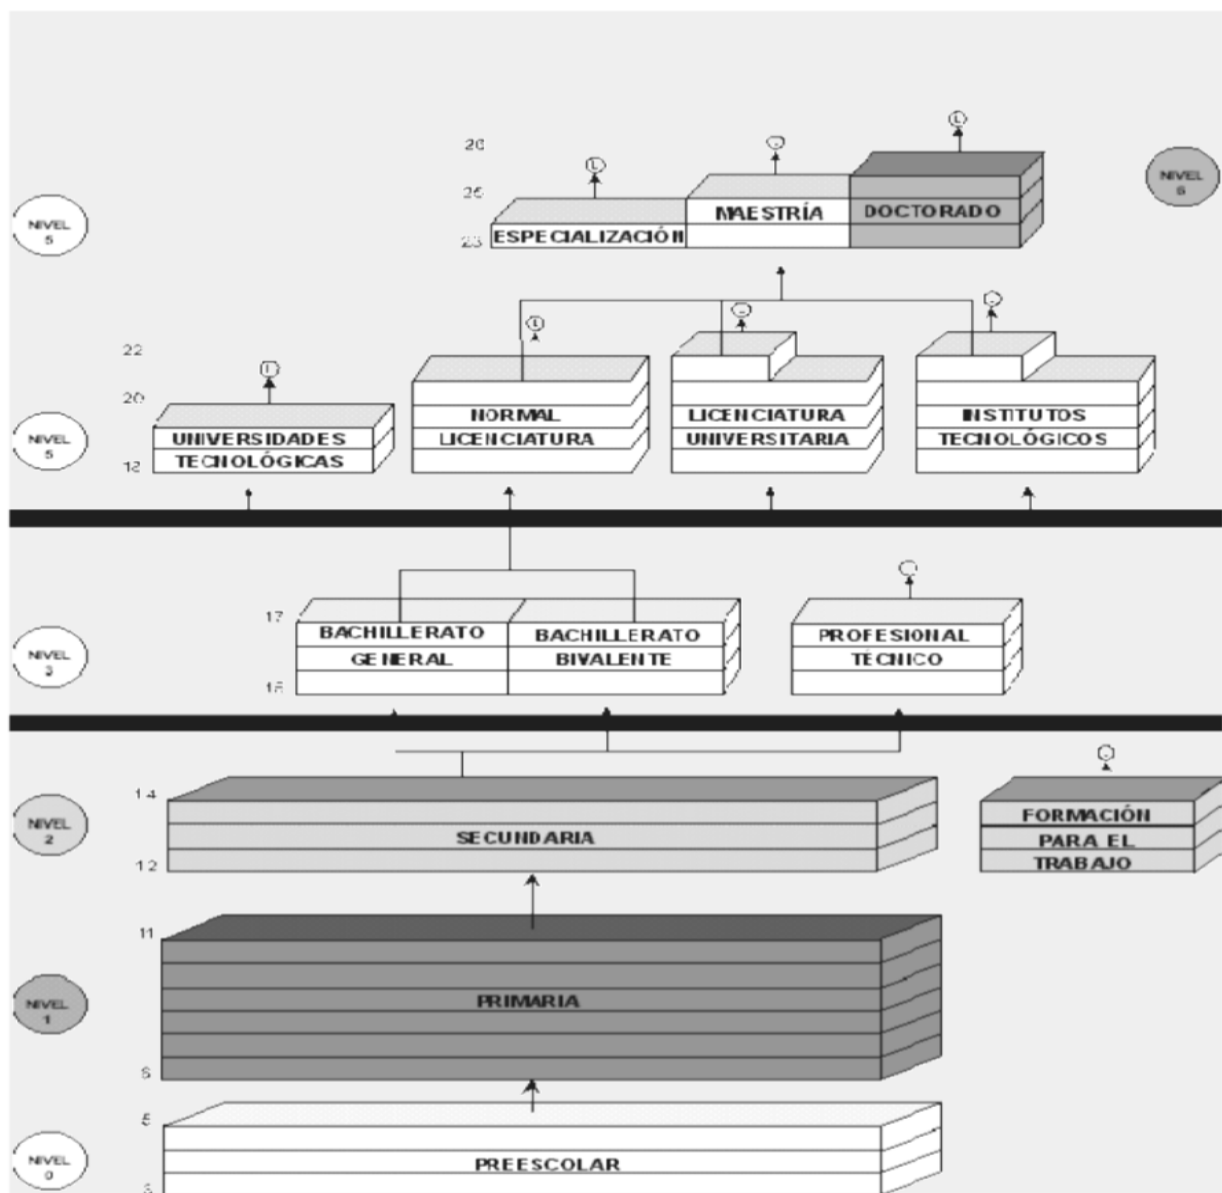 NIVEL
5
NIVEL
6
25
23
ESPECIALIZACIÓN
MAESTRÍA
DOCTORADO
NIVEL
5
22
20
18
UNIVERSIDADES
TECNOLÓGICAS
NORMAL
LICENCIATURA
LICENCIATURA
UNIVERSITARIA
INSTITUTOS
TECNOLÓGICOS
NIVEL
3
17
15
BACHILLERATO
GENERAL
BACHILLERATO
BIVALENTE
PROFESIONAL
TÉCNICO
NIVEL
2
14
12
SECUNDARIA
FORMACIÓN
PARA EL
TRABAJO
NIVEL
1
11
6
PRIMARIA
NIVEL
0
5
PREESCOLAR